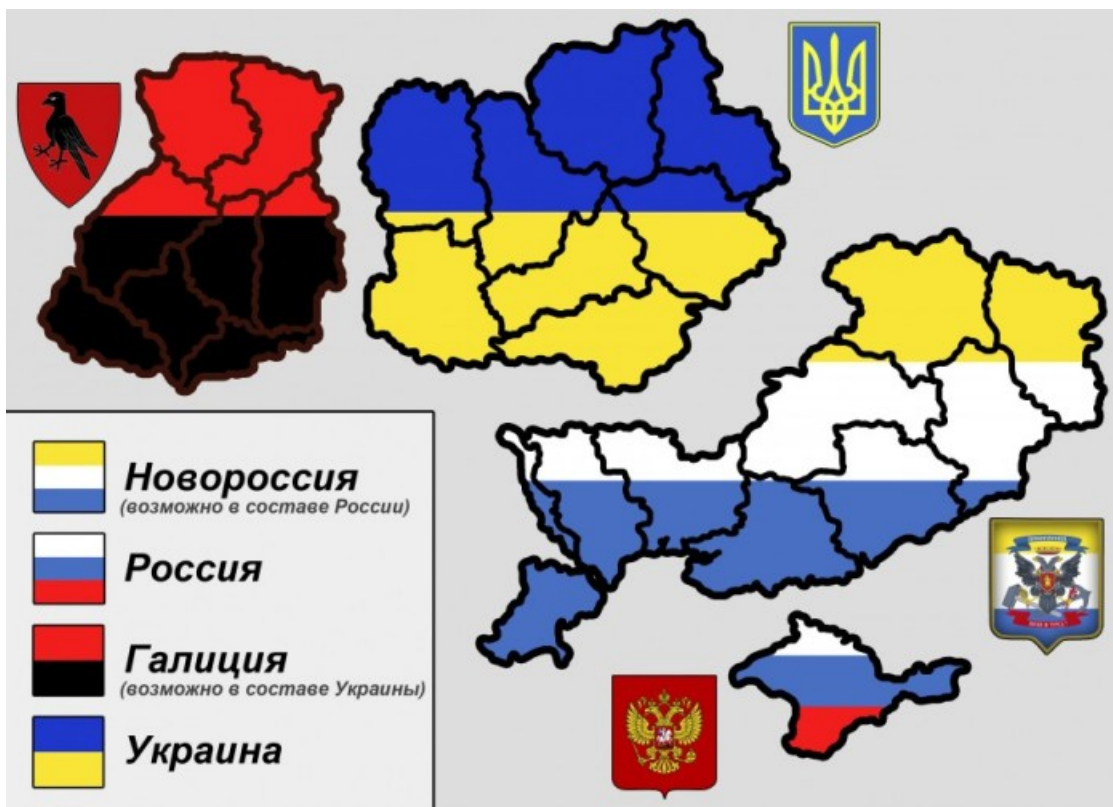 Новороссия
(возможно в составе России)
Россия
Галиция
(возможно в составе Украины)
Украина